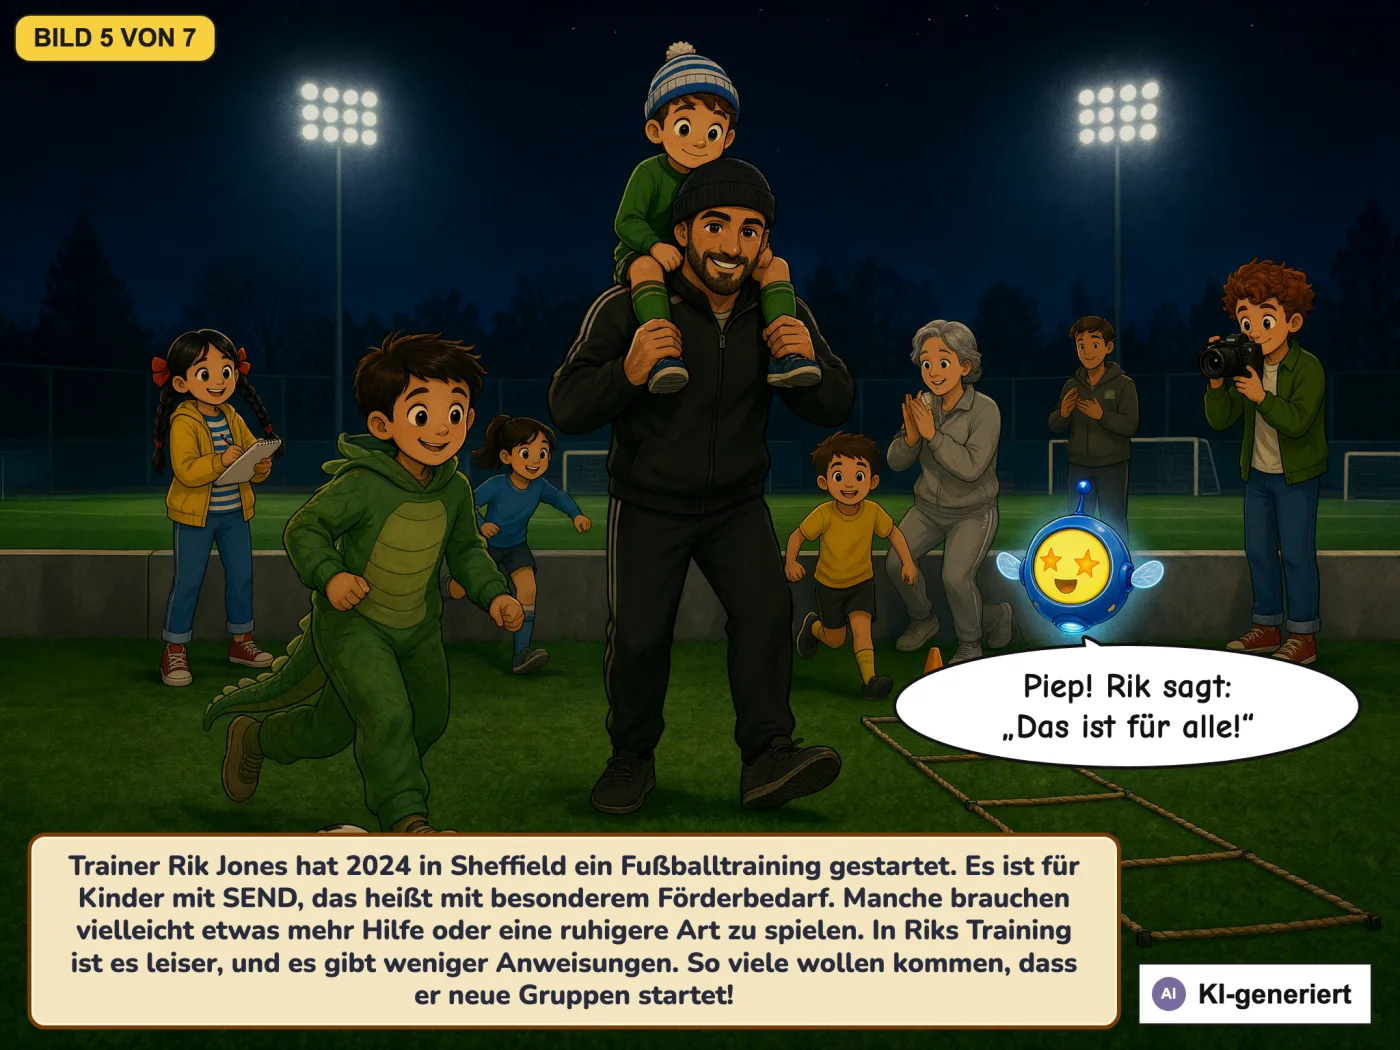 BILD 5 VON 7
Piep! Rik sagt:
„Das ist für alle!“
Trainer Rik Jones hat 2024 in Sheffield ein Fußballtraining gestartet. Es ist für
Kinder mit SEND, das heißt mit besonderem Förderbedarf. Manche brauchen
vielleicht etwas mehr Hilfe oder eine ruhigere Art zu spielen. In Riks Training
ist es leiser, und es gibt weniger Anweisungen. So viele wollen kommen, dass
er neue Gruppen startet!
AI KI-generiert